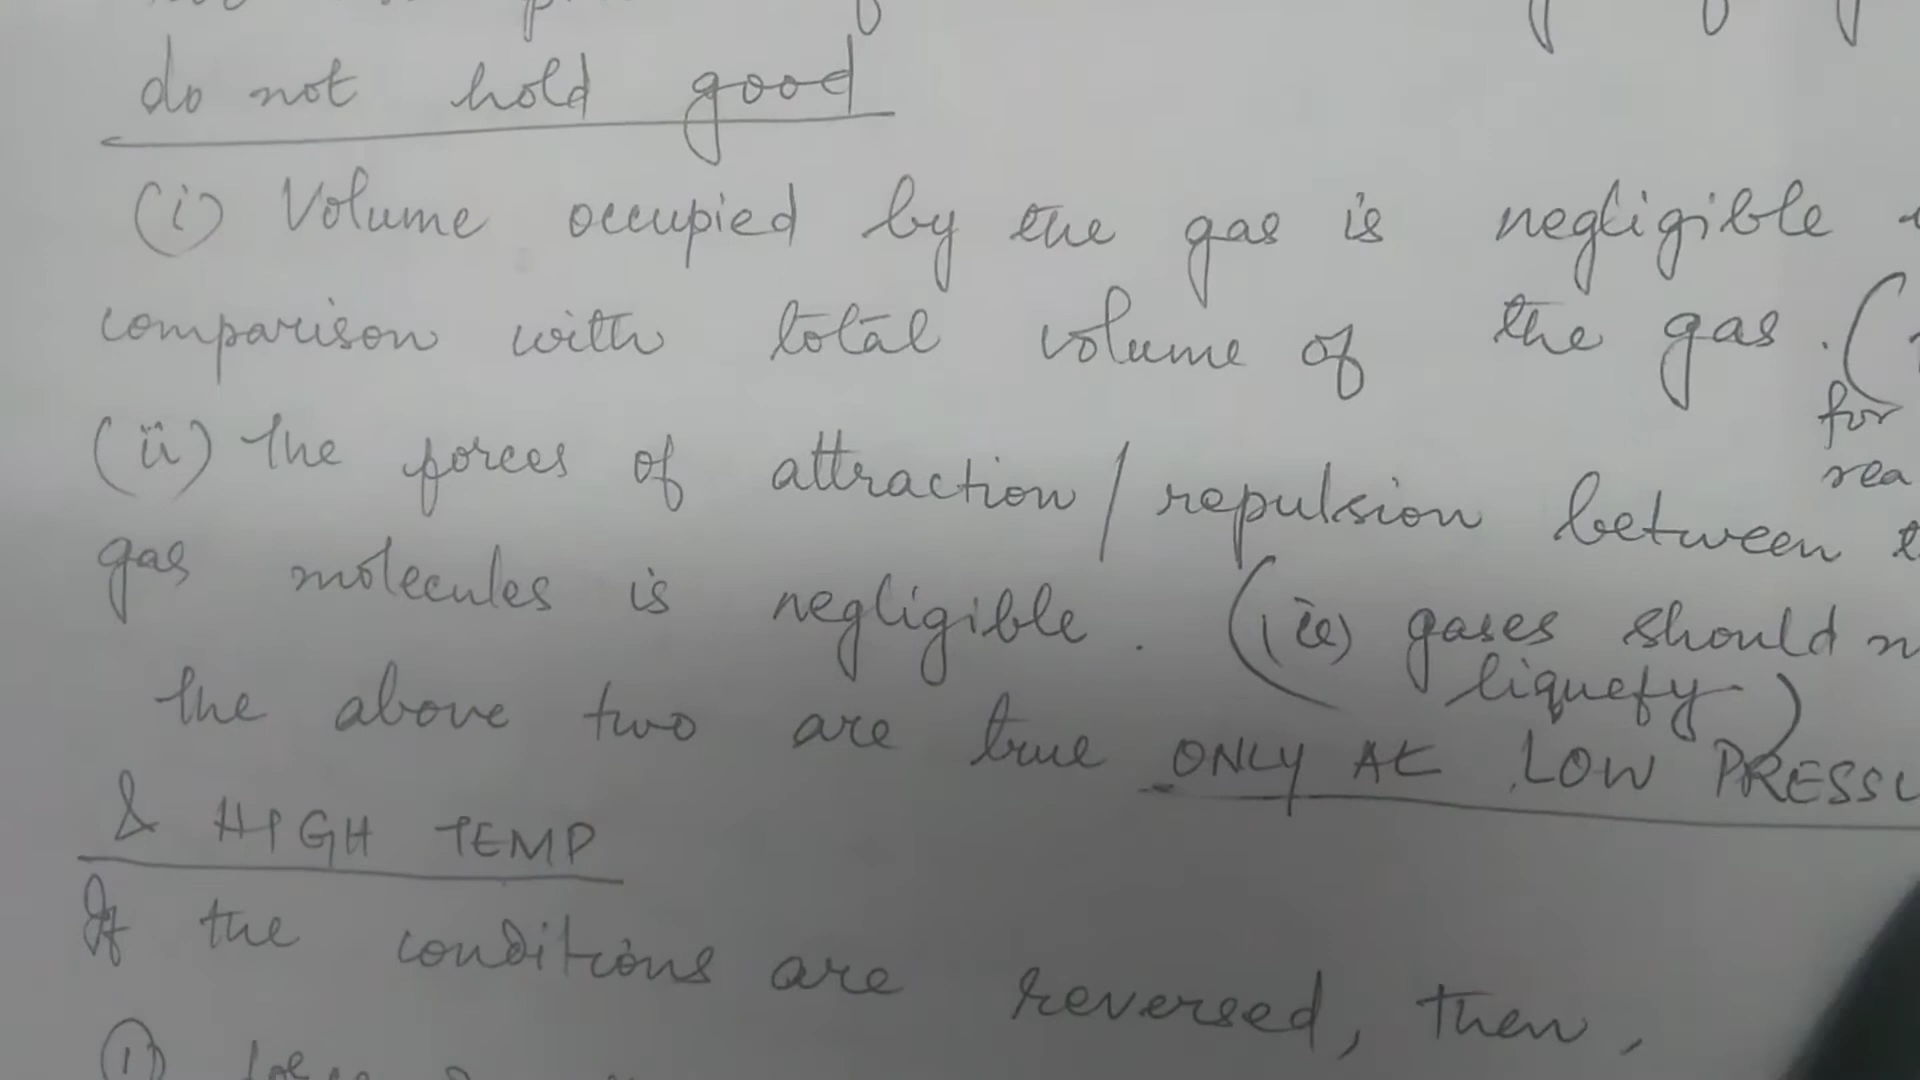 do not hold good
(i) Volume occupied by the gas is negligible
comparison with total volume of the gas. (
for
(ii) the forces of attraction / repulsion between
rea
gas molecules is negligible. (ie) gases should
liquefy)
the above two are true ONLY At LOW PRESSU
& HIGH TEMP
If the conditions are reversed, then,
(1)